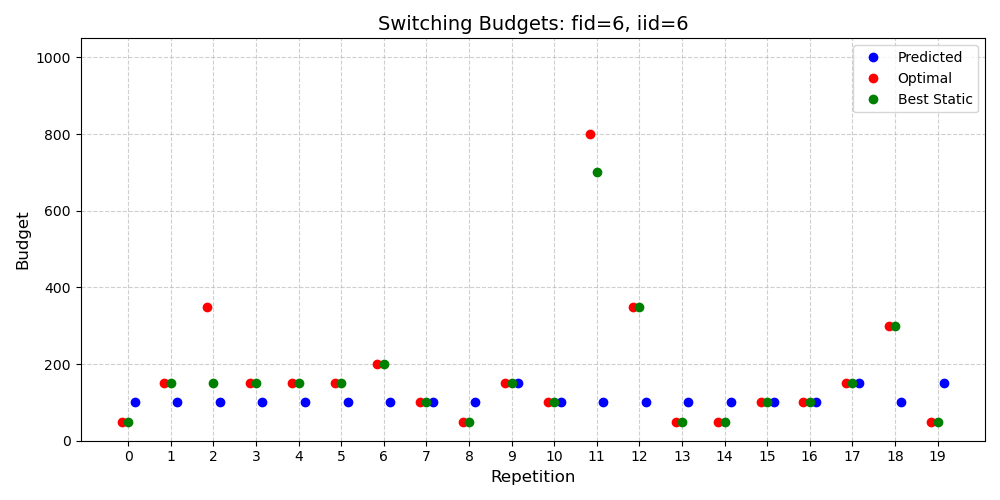 Switching Budgets: fid=6, iid=6
Predicted
Optimal
Best Static
Budget
1000
800
600
400
200
0
0 1 2 3 4 5 6 7 8 9 10 11 12 13 14 15 16 17 18 19
Repetition